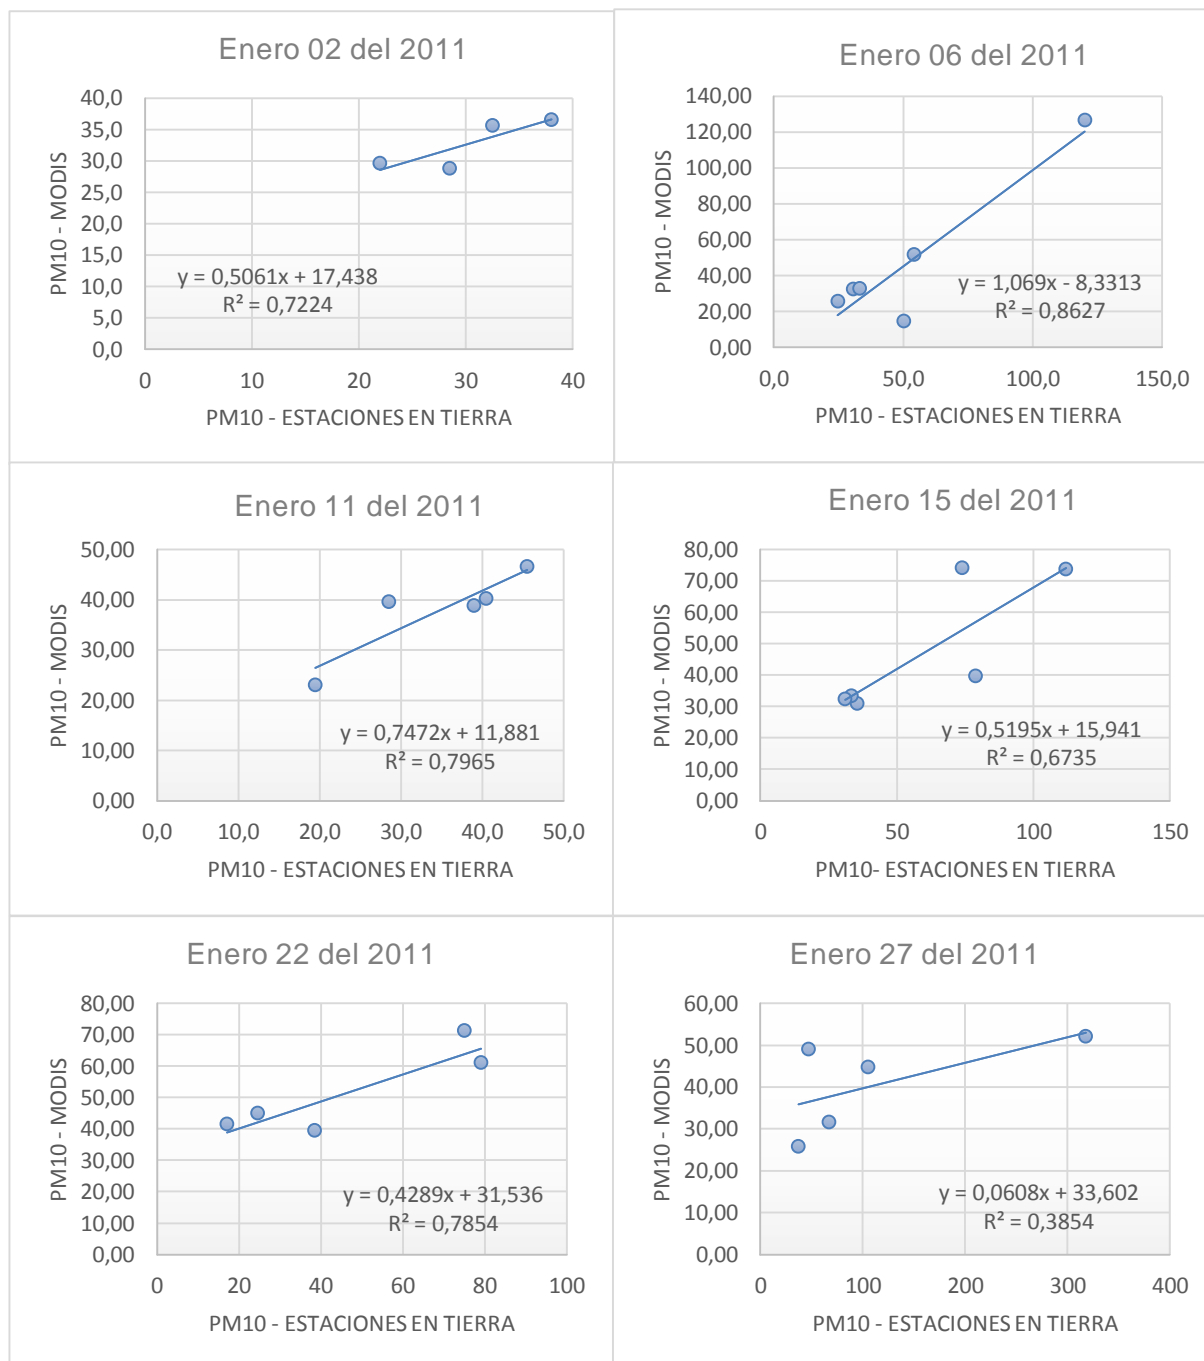 Enero 02 del 2011
40,0
35,0
30,0
25,0
20,0
15,0
10,0
5,0
0,0
PM10 - MODIS
y = 0,5061x + 17,438
R² = 0,7224
0 10 20 30 40
PM10 - ESTACIONES EN TIERRA
Enero 06 del 2011
140,00
120,00
100,00
80,00
60,00
40,00
20,00
0,00
PM10 - MODIS
y = 1,069x - 8,3313
R² = 0,8627
0,0 50,0 100,0 150,0
PM10 - ESTACIONES EN TIERRA
Enero 11 del 2011
50,00
40,00
30,00
20,00
10,00
0,00
PM10 - MODIS
y = 0,7472x + 11,881
R² = 0,7965
0,0 10,0 20,0 30,0 40,0 50,0
PM10 - ESTACIONES EN TIERRA
Enero 15 del 2011
80,00
70,00
60,00
50,00
40,00
30,00
20,00
10,00
0,00
PM10 - MODIS
y = 0,5195x + 15,941
R² = 0,6735
0 50 100 150
PM10- ESTACIONES EN TIERRA
Enero 22 del 2011
80,00
70,00
60,00
50,00
40,00
30,00
20,00
10,00
0,00
PM10 - MODIS
y = 0,4289x + 31,536
R² = 0,7854
0 20 40 60 80 100
PM10 - ESTACIONES EN TIERRA
Enero 27 del 2011
60,00
50,00
40,00
30,00
20,00
10,00
0,00
PM10 - MODIS
y = 0,0608x + 33,602
R² = 0,3854
0 100 200 300 400
PM10 - ESTACIONES EN TIERRA